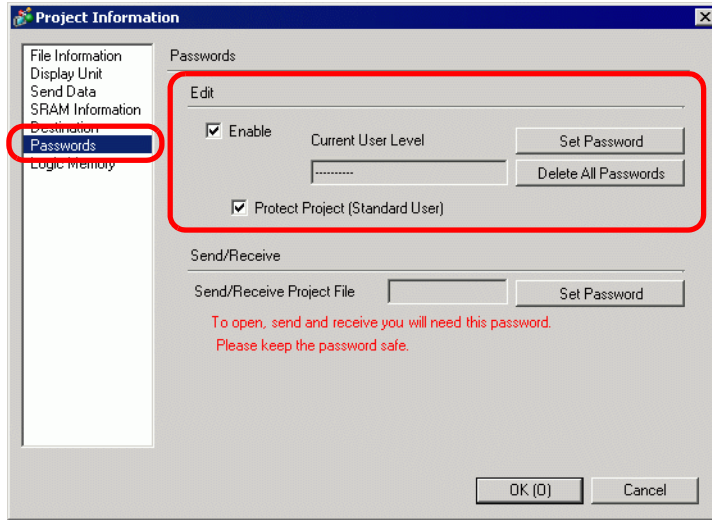 Project Information
File Information
Display Unit
Send Data
SRAM Information
Destination
Passwords
Logic Memory
Passwords
Edit
Enable
Current User Level
Set Password
----------
Delete All Passwords
Protect Project (Standard User)
Send/Receive
Send/Receive Project File
Set Password
To open, send and receive you will need this password.
Please keep the password safe.
OK (O)
Cancel